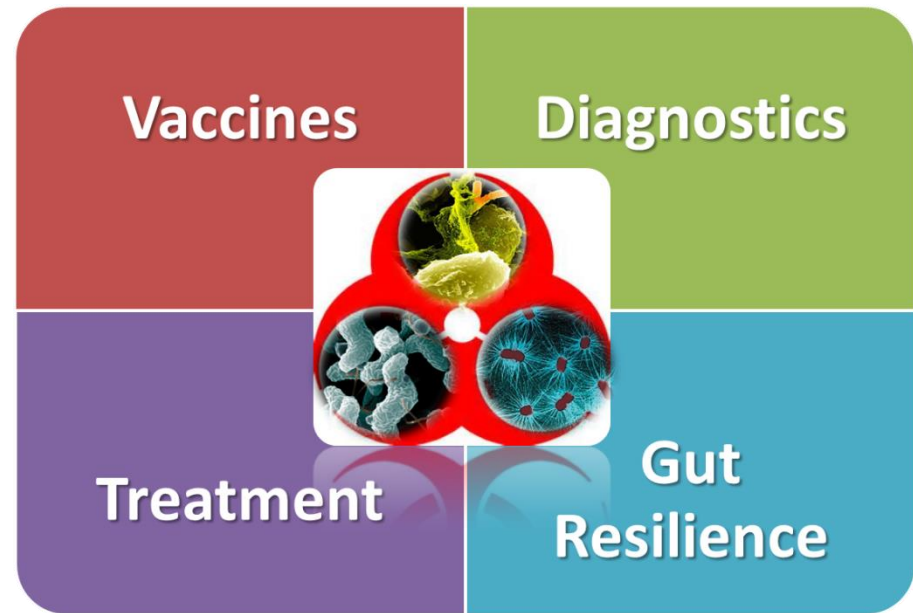 Vaccines
Diagnostics
Treatment
Gut
Resilience